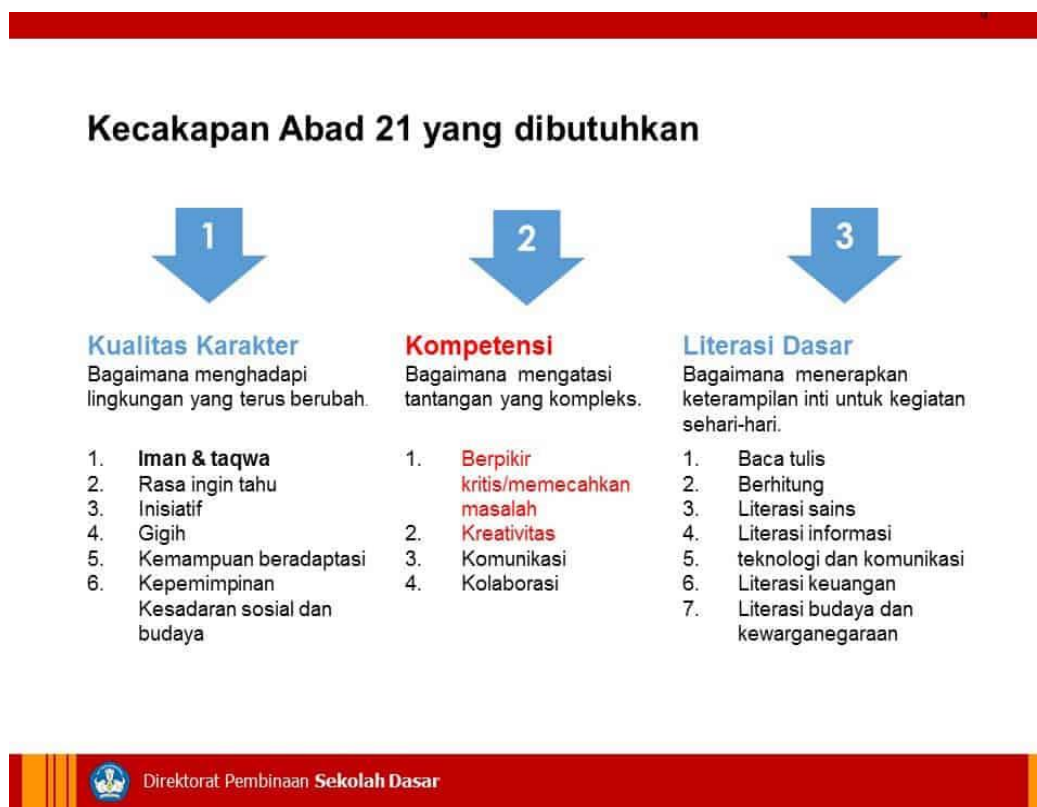 Kecakapan Abad 21 yang dibutuhkan
1
Kualitas Karakter
Bagaimana menghadapi
lingkungan yang terus berubah.
1. Iman & taqwa
2. Rasa ingin tahu
3. Inisiatif
4. Gigih
5. Kemampuan beradaptasi
6. Kepemimpinan
Kesadaran sosial dan
budaya
2
Kompetensi
Bagaimana mengatasi
tantangan yang kompleks.
1. Berpikir
kritis/memecahkan
masalah
2. Kreativitas
3. Komunikasi
4. Kolaborasi
3
Literasi Dasar
Bagaimana menerapkan
keterampilan inti untuk kegiatan
sehari-hari.
1. Baca tulis
2. Berhitung
3. Literasi sains
4. Literasi informasi
5. teknologi dan komunikasi
6. Literasi keuangan
7. Literasi budaya dan
kewarganegaraan
Direktorat Pembinaan Sekolah Dasar